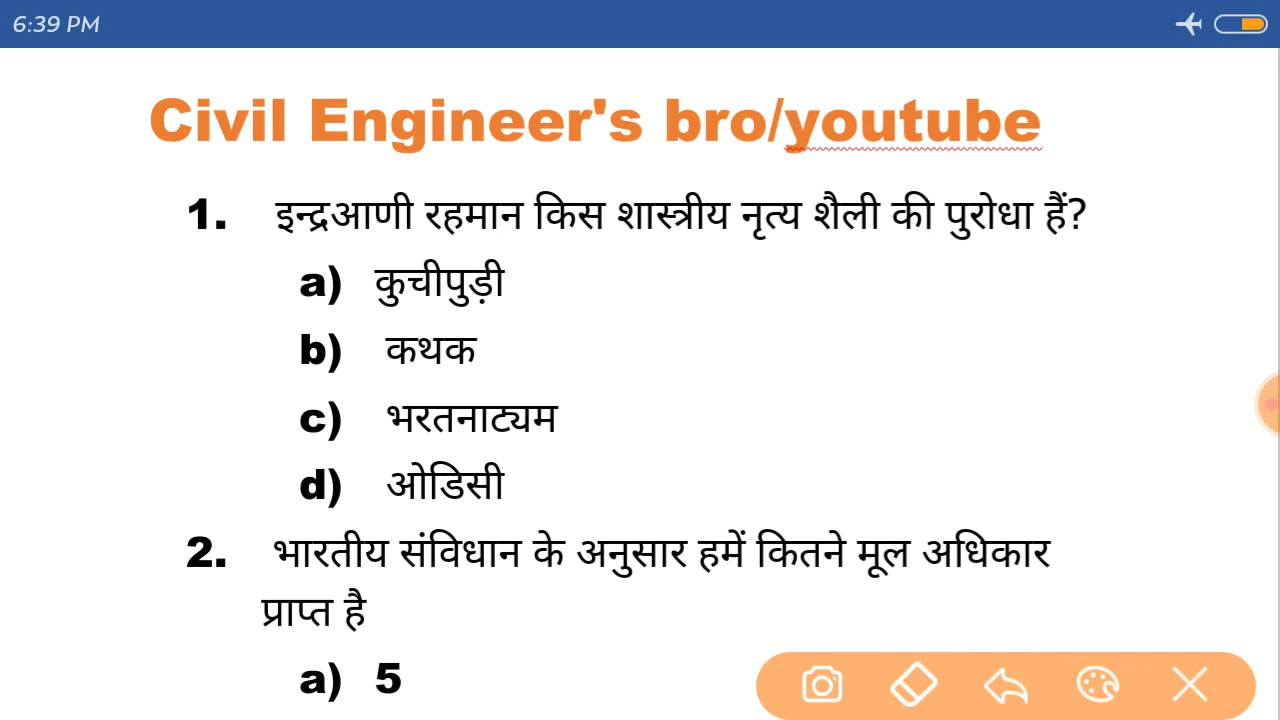 6:39 PM
Civil Engineer's bro/youtube
1. इन्द्रआणी रहमान किस शास्त्रीय नृत्य शैली की पुरोधा हैं?
a) कुचीपुड़ी
b) कथक
c) भरतनाट्यम
d) ओडिसी
2. भारतीय संविधान के अनुसार हमें कितने मूल अधिकार
प्राप्त है
a) 5